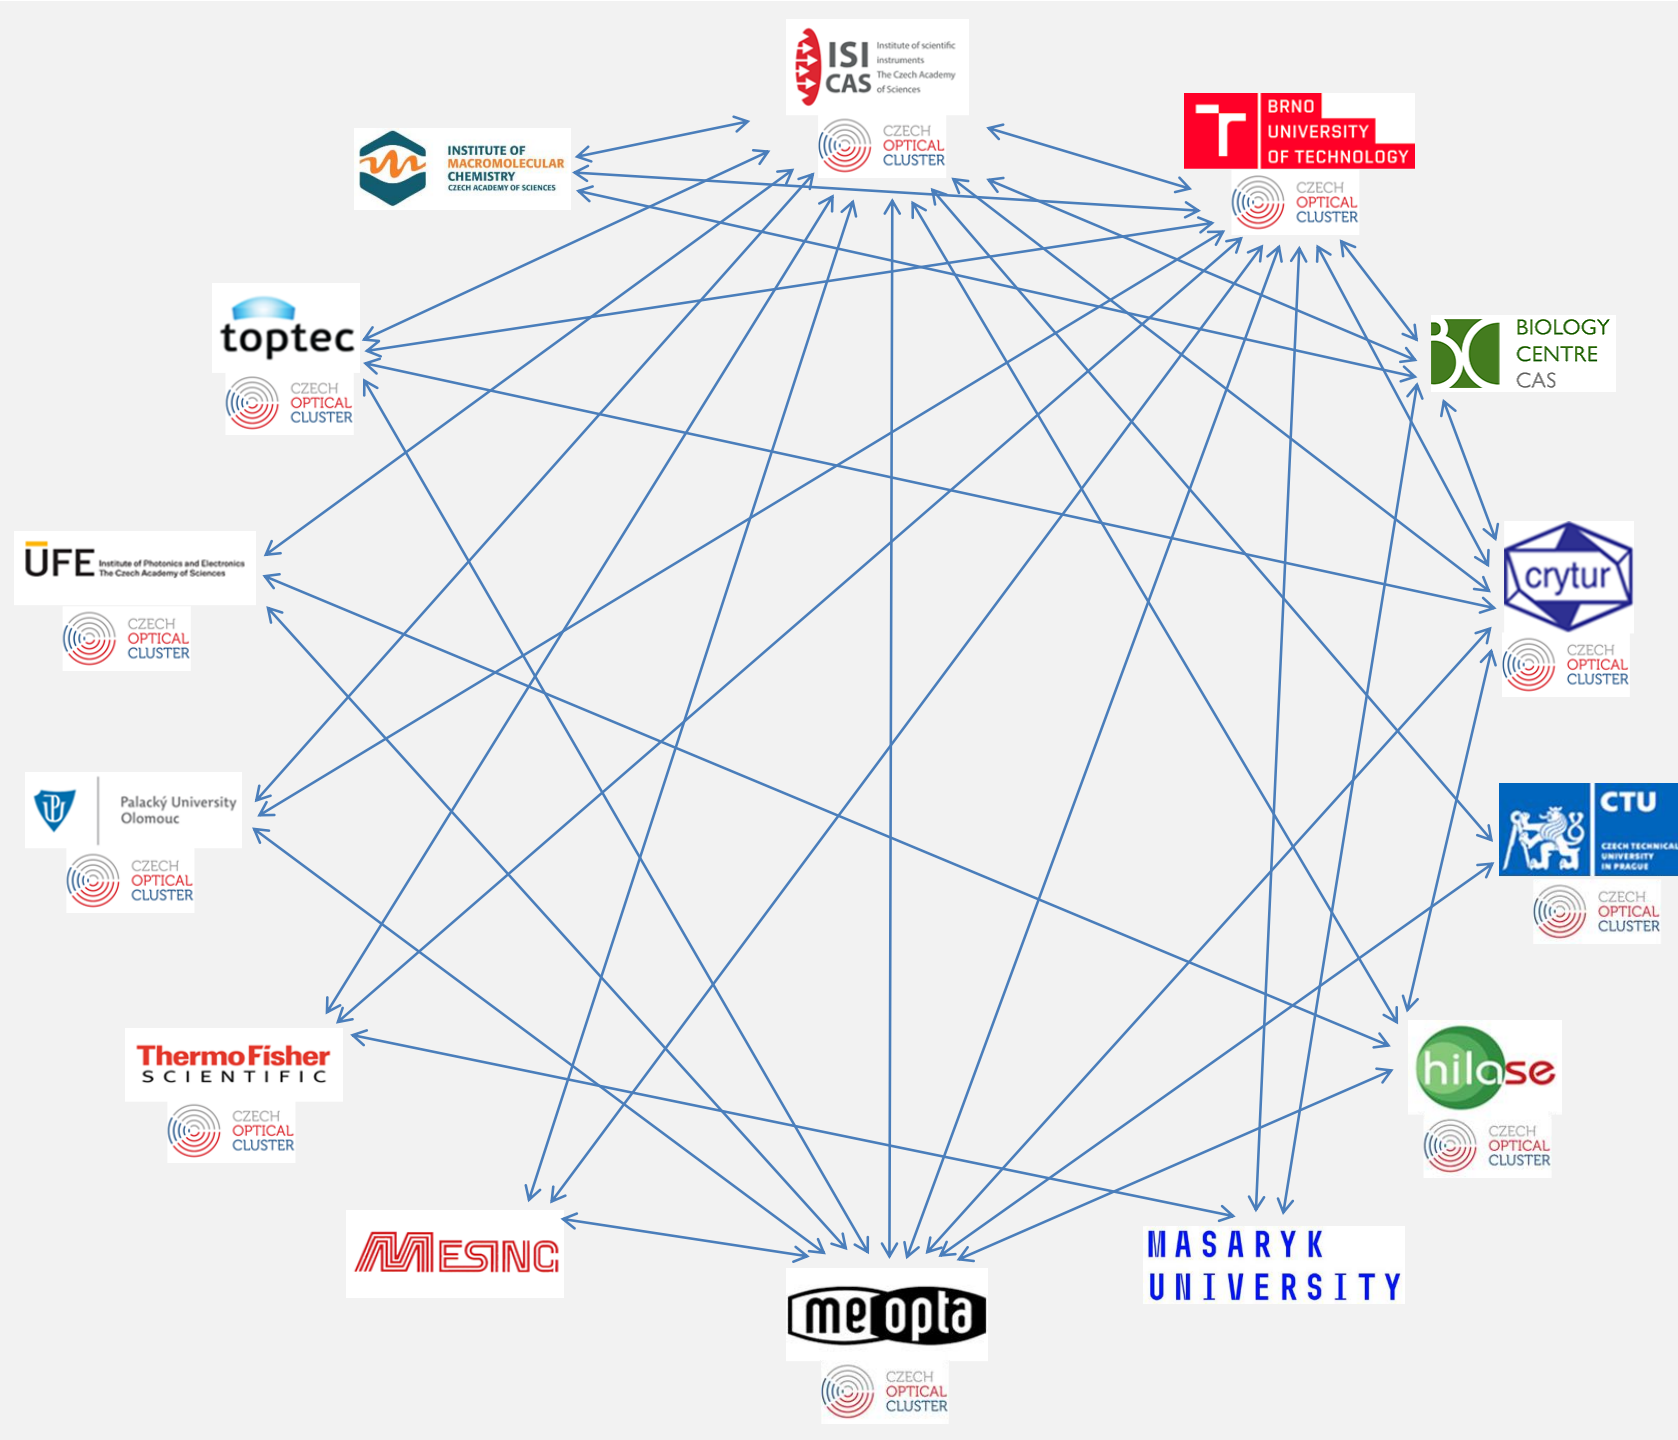 ISI
CAS
Institute of scientific
instruments
The Czech Academy
of Sciences
CZECH
OPTICAL
CLUSTER
BRNO
UNIVERSITY
OF TECHNOLOGY
CZECH
OPTICAL
CLUSTER
INSTITUTE OF
MACROMOLECULAR
CHEMISTRY
CZECH ACADEMY OF SCIENCES
toptec
CZECH
OPTICAL
CLUSTER
BC
BIOLOGY
CENTRE
CAS
ŪFE
Institute of Photonics and Electronics
The Czech Academy of Sciences
CZECH
OPTICAL
CLUSTER
crytur
CZECH
OPTICAL
CLUSTER
Palacký University
Olomouc
CZECH
OPTICAL
CLUSTER
CTU
CZECH TECHNICAL
UNIVERSITY
IN PRAGUE
CZECH
OPTICAL
CLUSTER
ThermoFisher
SCIENTIFIC
CZECH
OPTICAL
CLUSTER
hilase
CZECH
OPTICAL
CLUSTER
MESING
meopta
CZECH
OPTICAL
CLUSTER
MASARYK
UNIVERSITY